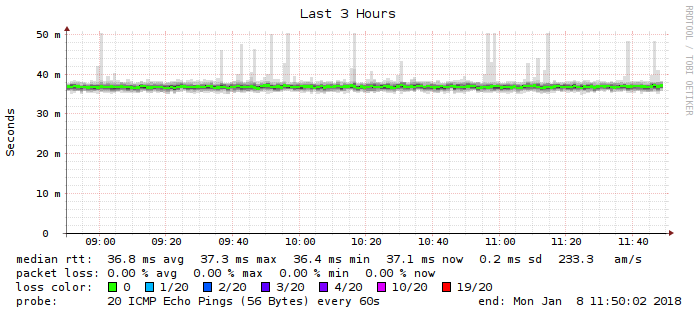 Last 3 Hours
RRDTOOL / TOBI OETIKER
Seconds
50 m
40 m
30 m
20 m
10 m
0
09:00 09:20 09:40 10:00 10:20 10:40 11:00 11:20 11:40
median rtt: 36.8 ms avg 37.3 ms max 36.4 ms min 37.1 ms now 0.2 ms sd 233.3 am/s
packet loss: 0.00 % avg 0.00 % max 0.00 % min 0.00 % now
loss color: 0 1/20 2/20 3/20 4/20 10/20 19/20
probe: 20 ICMP Echo Pings (56 Bytes) every 60s end: Mon Jan 8 11:50:02 2018